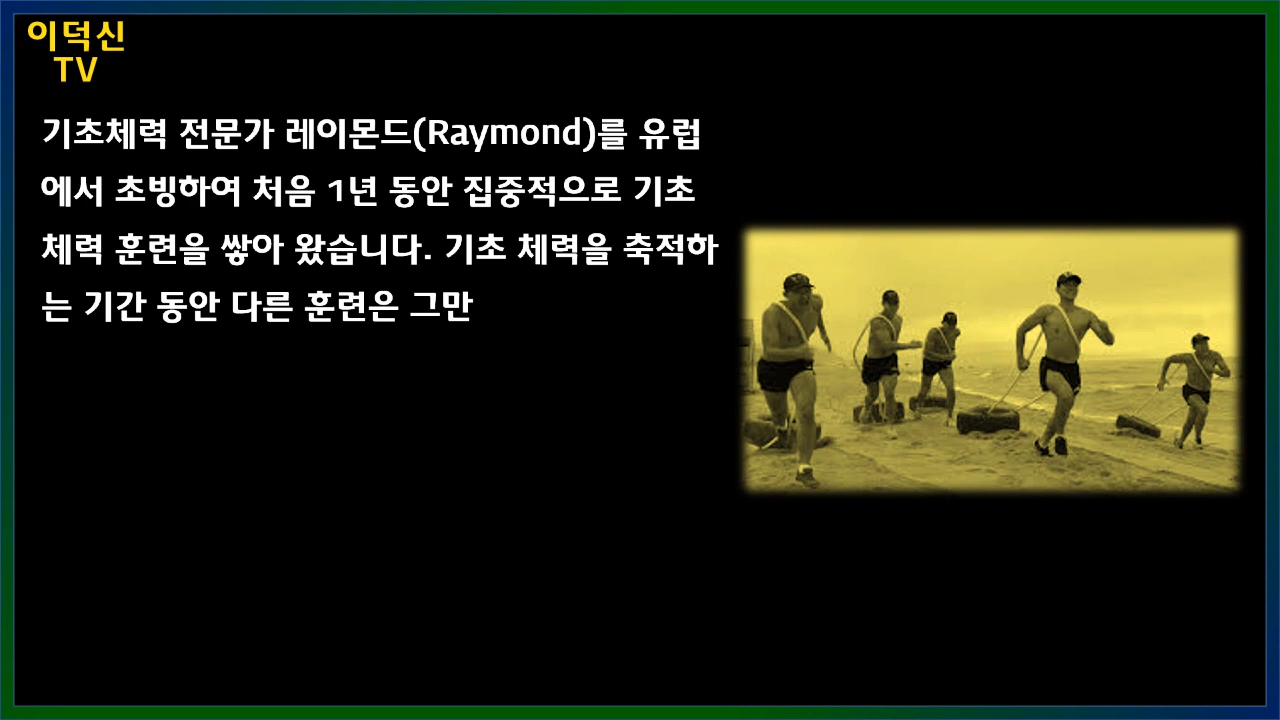 이덕신
TV
기초체력 전문가 레이몬드(Raymond)를 유럽
에서 초빙하여 처음 1년 동안 집중적으로 기초
체력 훈련을 쌓아 왔습니다. 기초 체력을 축적하
는 기간 동안 다른 훈련은 그만